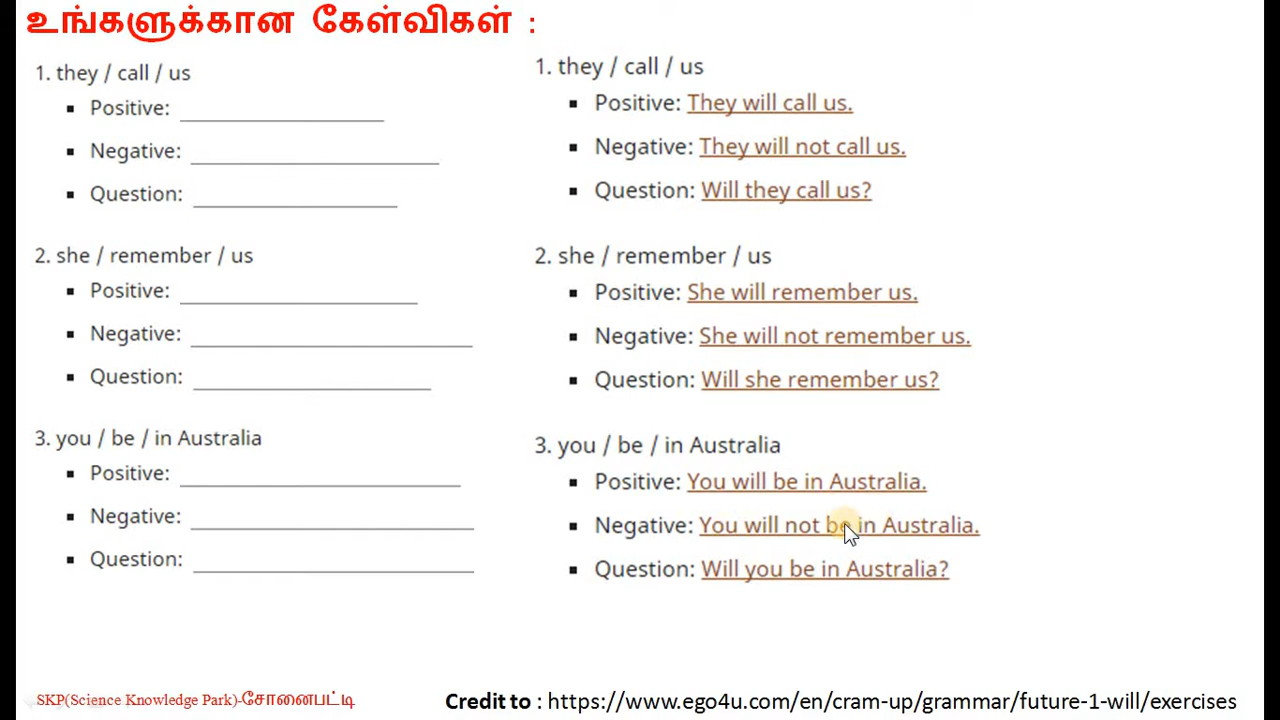 உங்களுக்கான கேள்விகள் :
1. they / call / us
Positive:
Negative:
Question:
2. she / remember / us
Positive:
Negative:
Question:
3. you / be / in Australia
Positive:
Negative:
Question:
1. they / call / us
Positive: They will call us.
Negative: They will not call us.
Question: Will they call us?
2. she / remember / us
Positive: She will remember us.
Negative: She will not remember us.
Question: Will she remember us?
3. you / be / in Australia
Positive: You will be in Australia.
Negative: You will not be in Australia.
Question: Will you be in Australia?
SKP(Science Knowledge Park)-சோனைபட்டி
Credit to : https://www.ego4u.com/en/cram-up/grammar/future-1-will/exercises